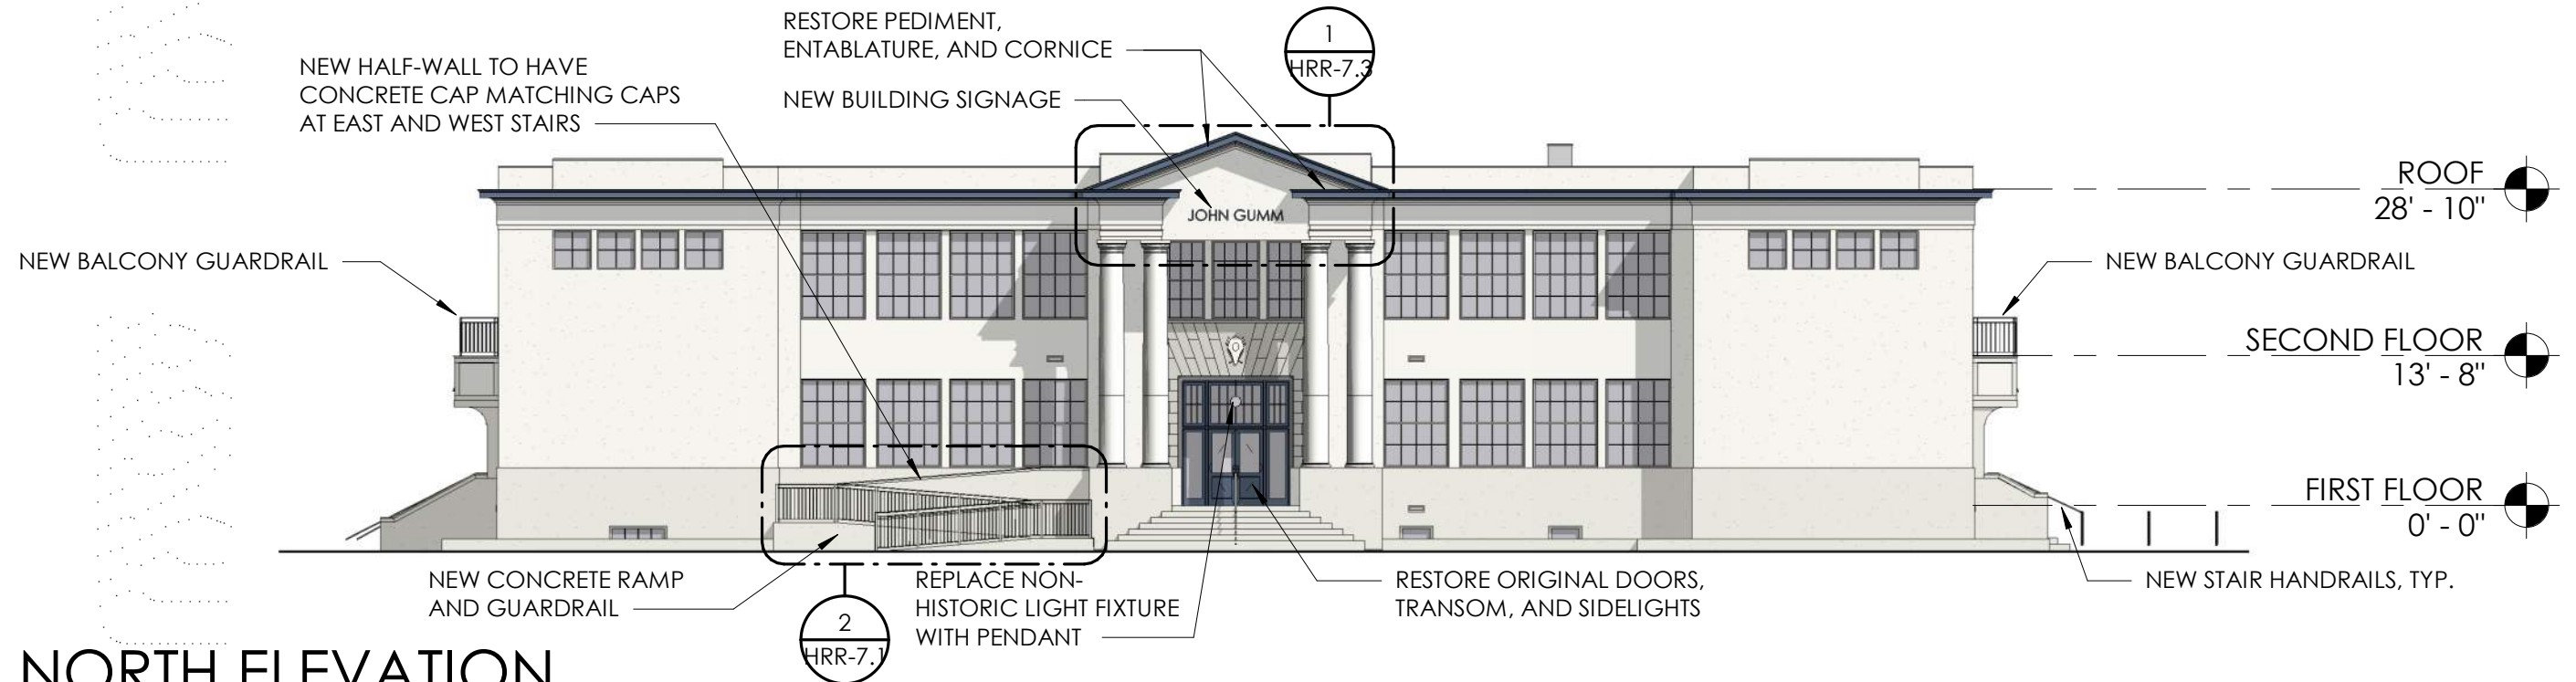 RESTORE PEDIMENT,
ENTABLATURE, AND CORNICE
1
HRR-7.3
NEW HALF-WALL TO HAVE
CONCRETE CAP MATCHING CAPS
AT EAST AND WEST STAIRS
NEW BUILDING SIGNAGE
ROOF
28' - 10"
JOHN GUMM
NEW BALCONY GUARDRAIL
NEW BALCONY GUARDRAIL
SECOND FLOOR
13' - 8"
FIRST FLOOR
0' - 0"
NEW CONCRETE RAMP
AND GUARDRAIL
2
HRR-7.1
REPLACE NON-
HISTORIC LIGHT FIXTURE
WITH PENDANT
RESTORE ORIGINAL DOORS,
TRANSOM, AND SIDELIGHTS
NEW STAIR HANDRAILS, TYP.
NORTH ELEVATION